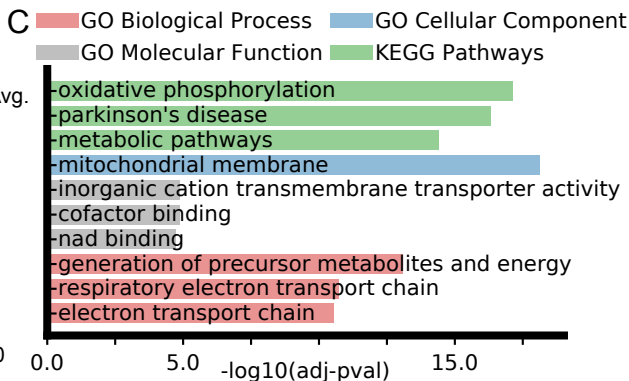 C
GO Biological Process GO Cellular Component
GO Molecular Function KEGG Pathways
Avg.
oxidative phosphorylation
parkinson's disease
metabolic pathways
mitochondrial membrane
inorganic cation transmembrane transporter activity
cofactor binding
nad binding
generation of precursor metabolites and energy
respiratory electron transport chain
electron transport chain
0
0.0 5.0 15.0
-log10(adj-pval)